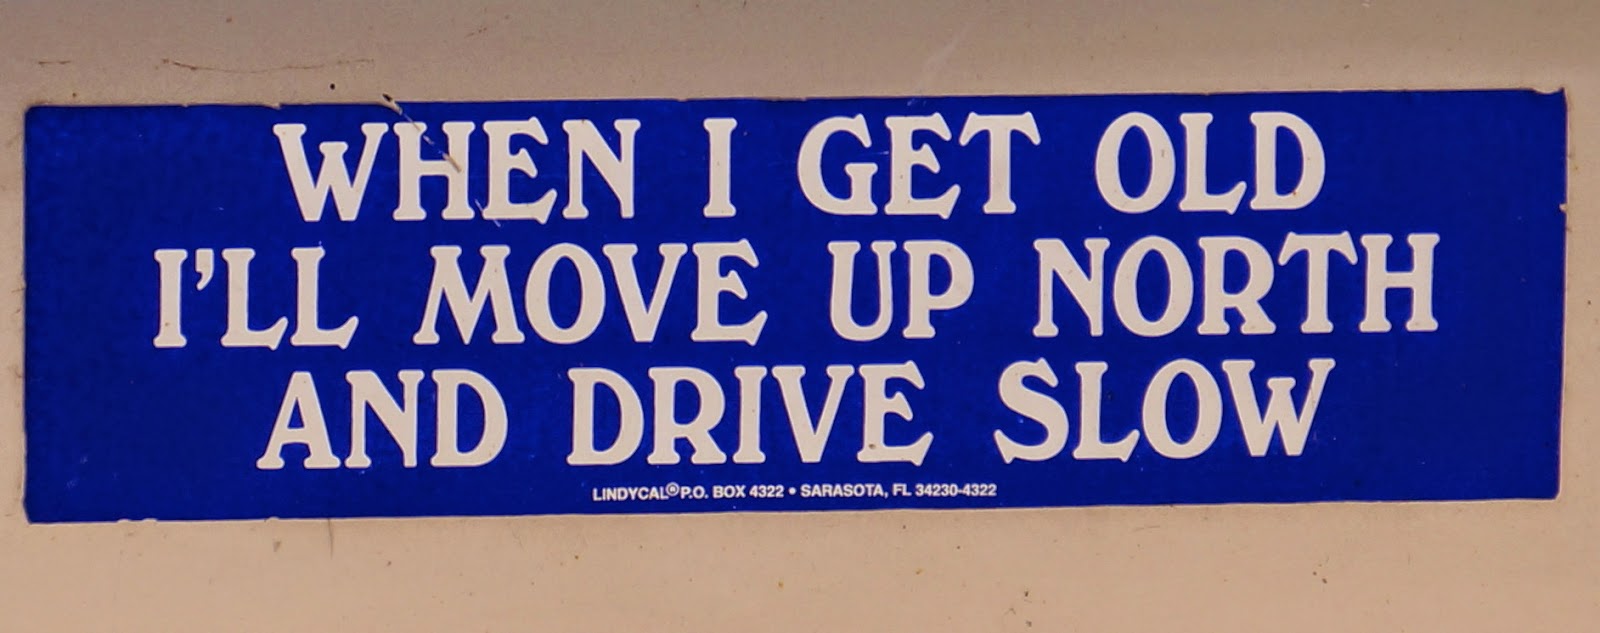 WHEN I GET OLD
I'LL MOVE UP NORTH
AND DRIVE SLOW
LINDYCAL® P.O. BOX 4322 • SARASOTA, FL 34230-4322